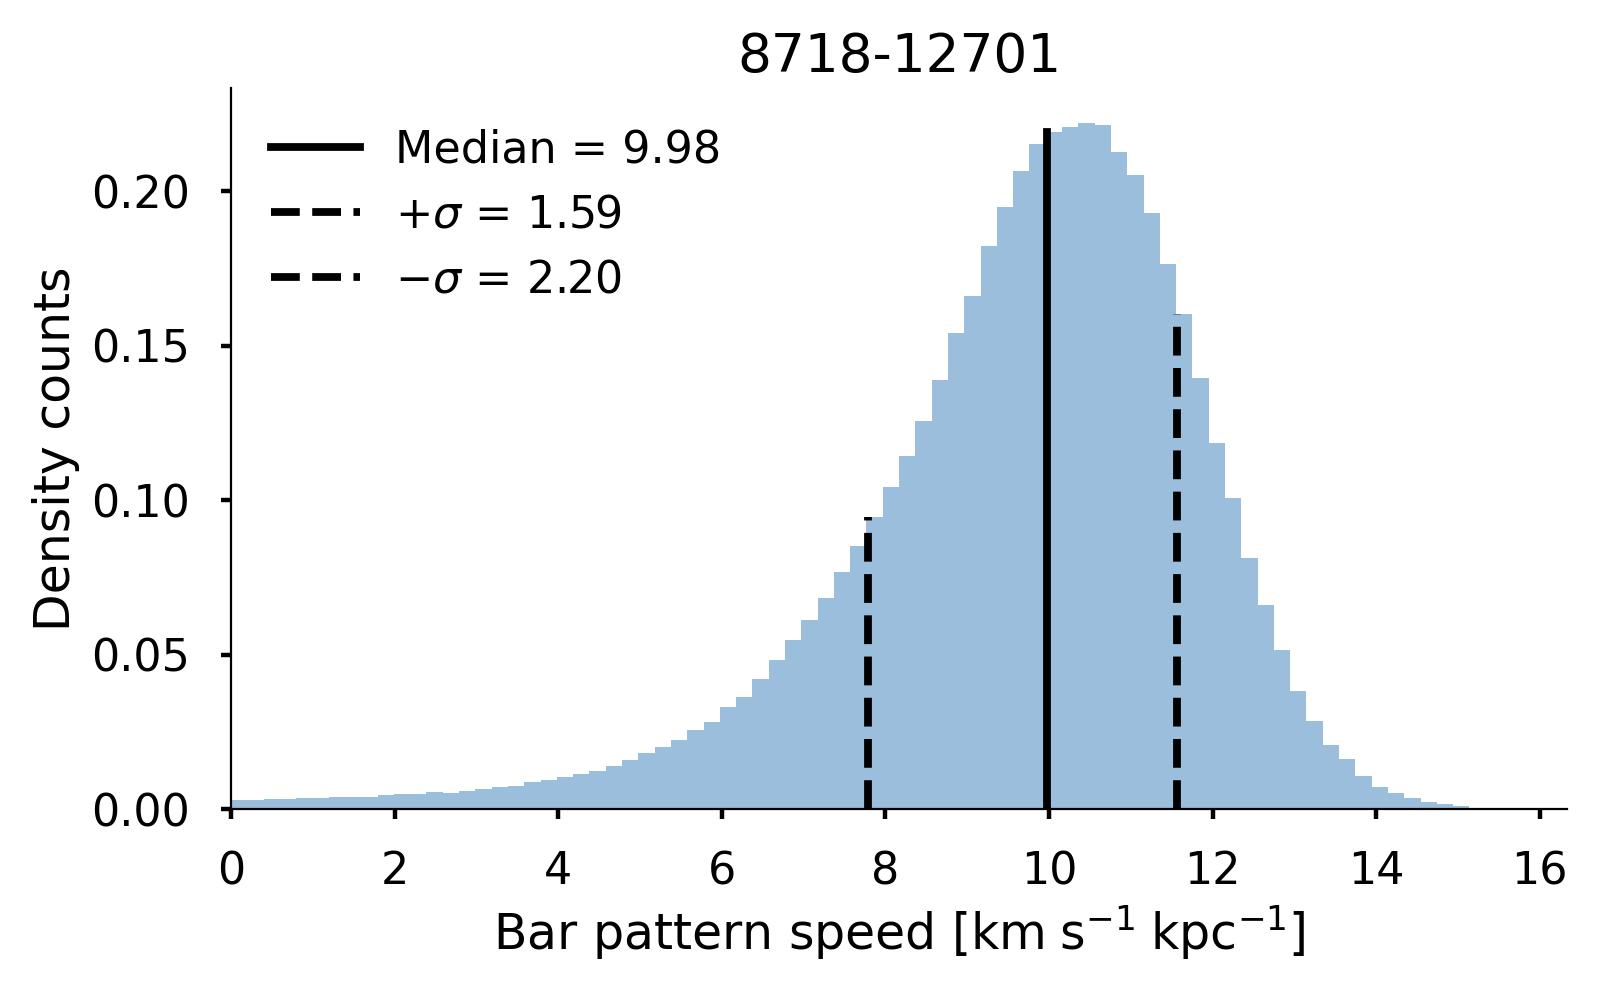 8718-12701
Median = 9.98
+σ = 1.59
−σ = 2.20
Density counts
0.20
0.15
0.10
0.05
0.00
0 2 4 6 8 10 12 14 16
Bar pattern speed [km s⁻¹ kpc⁻¹]